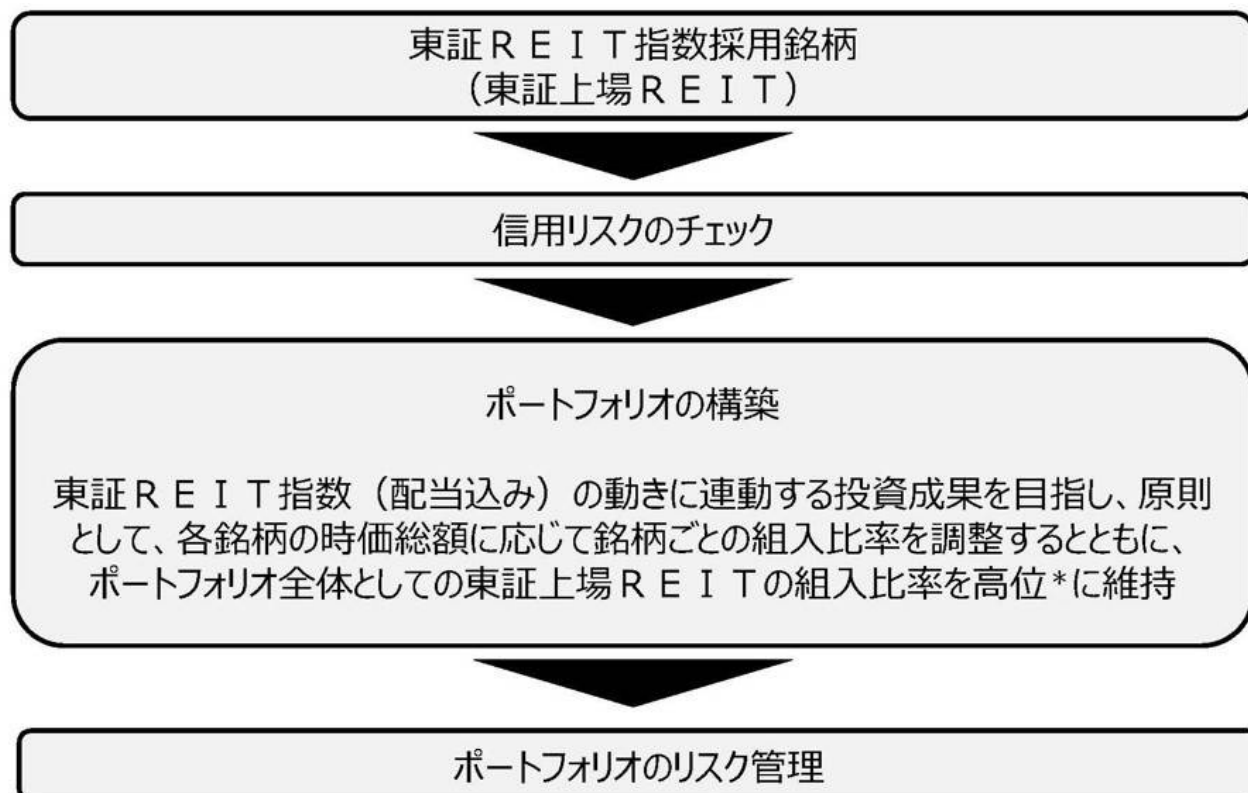 東証ＲＥＩＴ指数採用銘柄
（東証上場ＲＥＩＴ）
信用リスクのチェック
ポートフォリオの構築
東証ＲＥＩＴ指数（配当込み）の動きに連動する投資成果を目指し、原則
として、各銘柄の時価総額に応じて銘柄ごとの組入比率を調整するとともに、
ポートフォリオ全体としての東証上場ＲＥＩＴの組入比率を高位*に維持
ポートフォリオのリスク管理